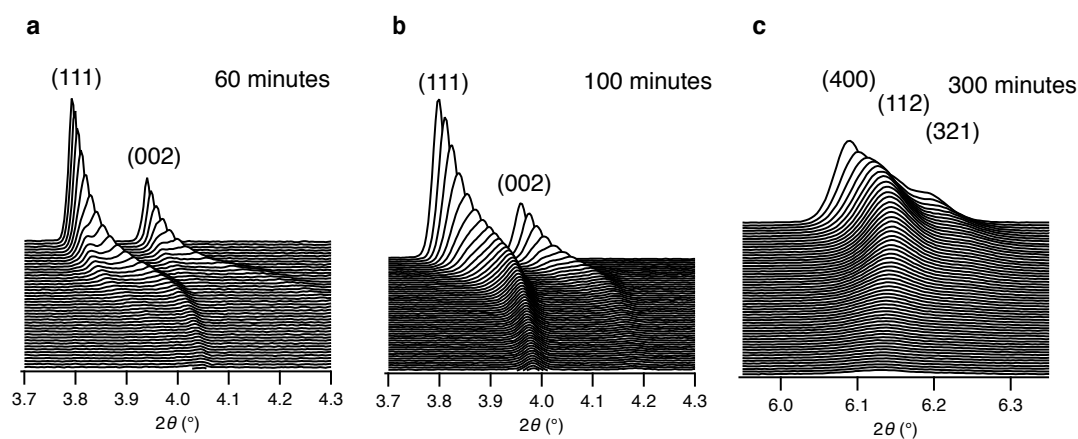 a
(111)
60 minutes
(002)
3.7 3.8 3.9 4.0 4.1 4.2 4.3
2θ (°)
b
(111)
100 minutes
(002)
3.7 3.8 3.9 4.0 4.1 4.2 4.3
2θ (°)
c
(400)
300 minutes
(112)
(321)
6.0 6.1 6.2 6.3
2θ (°)